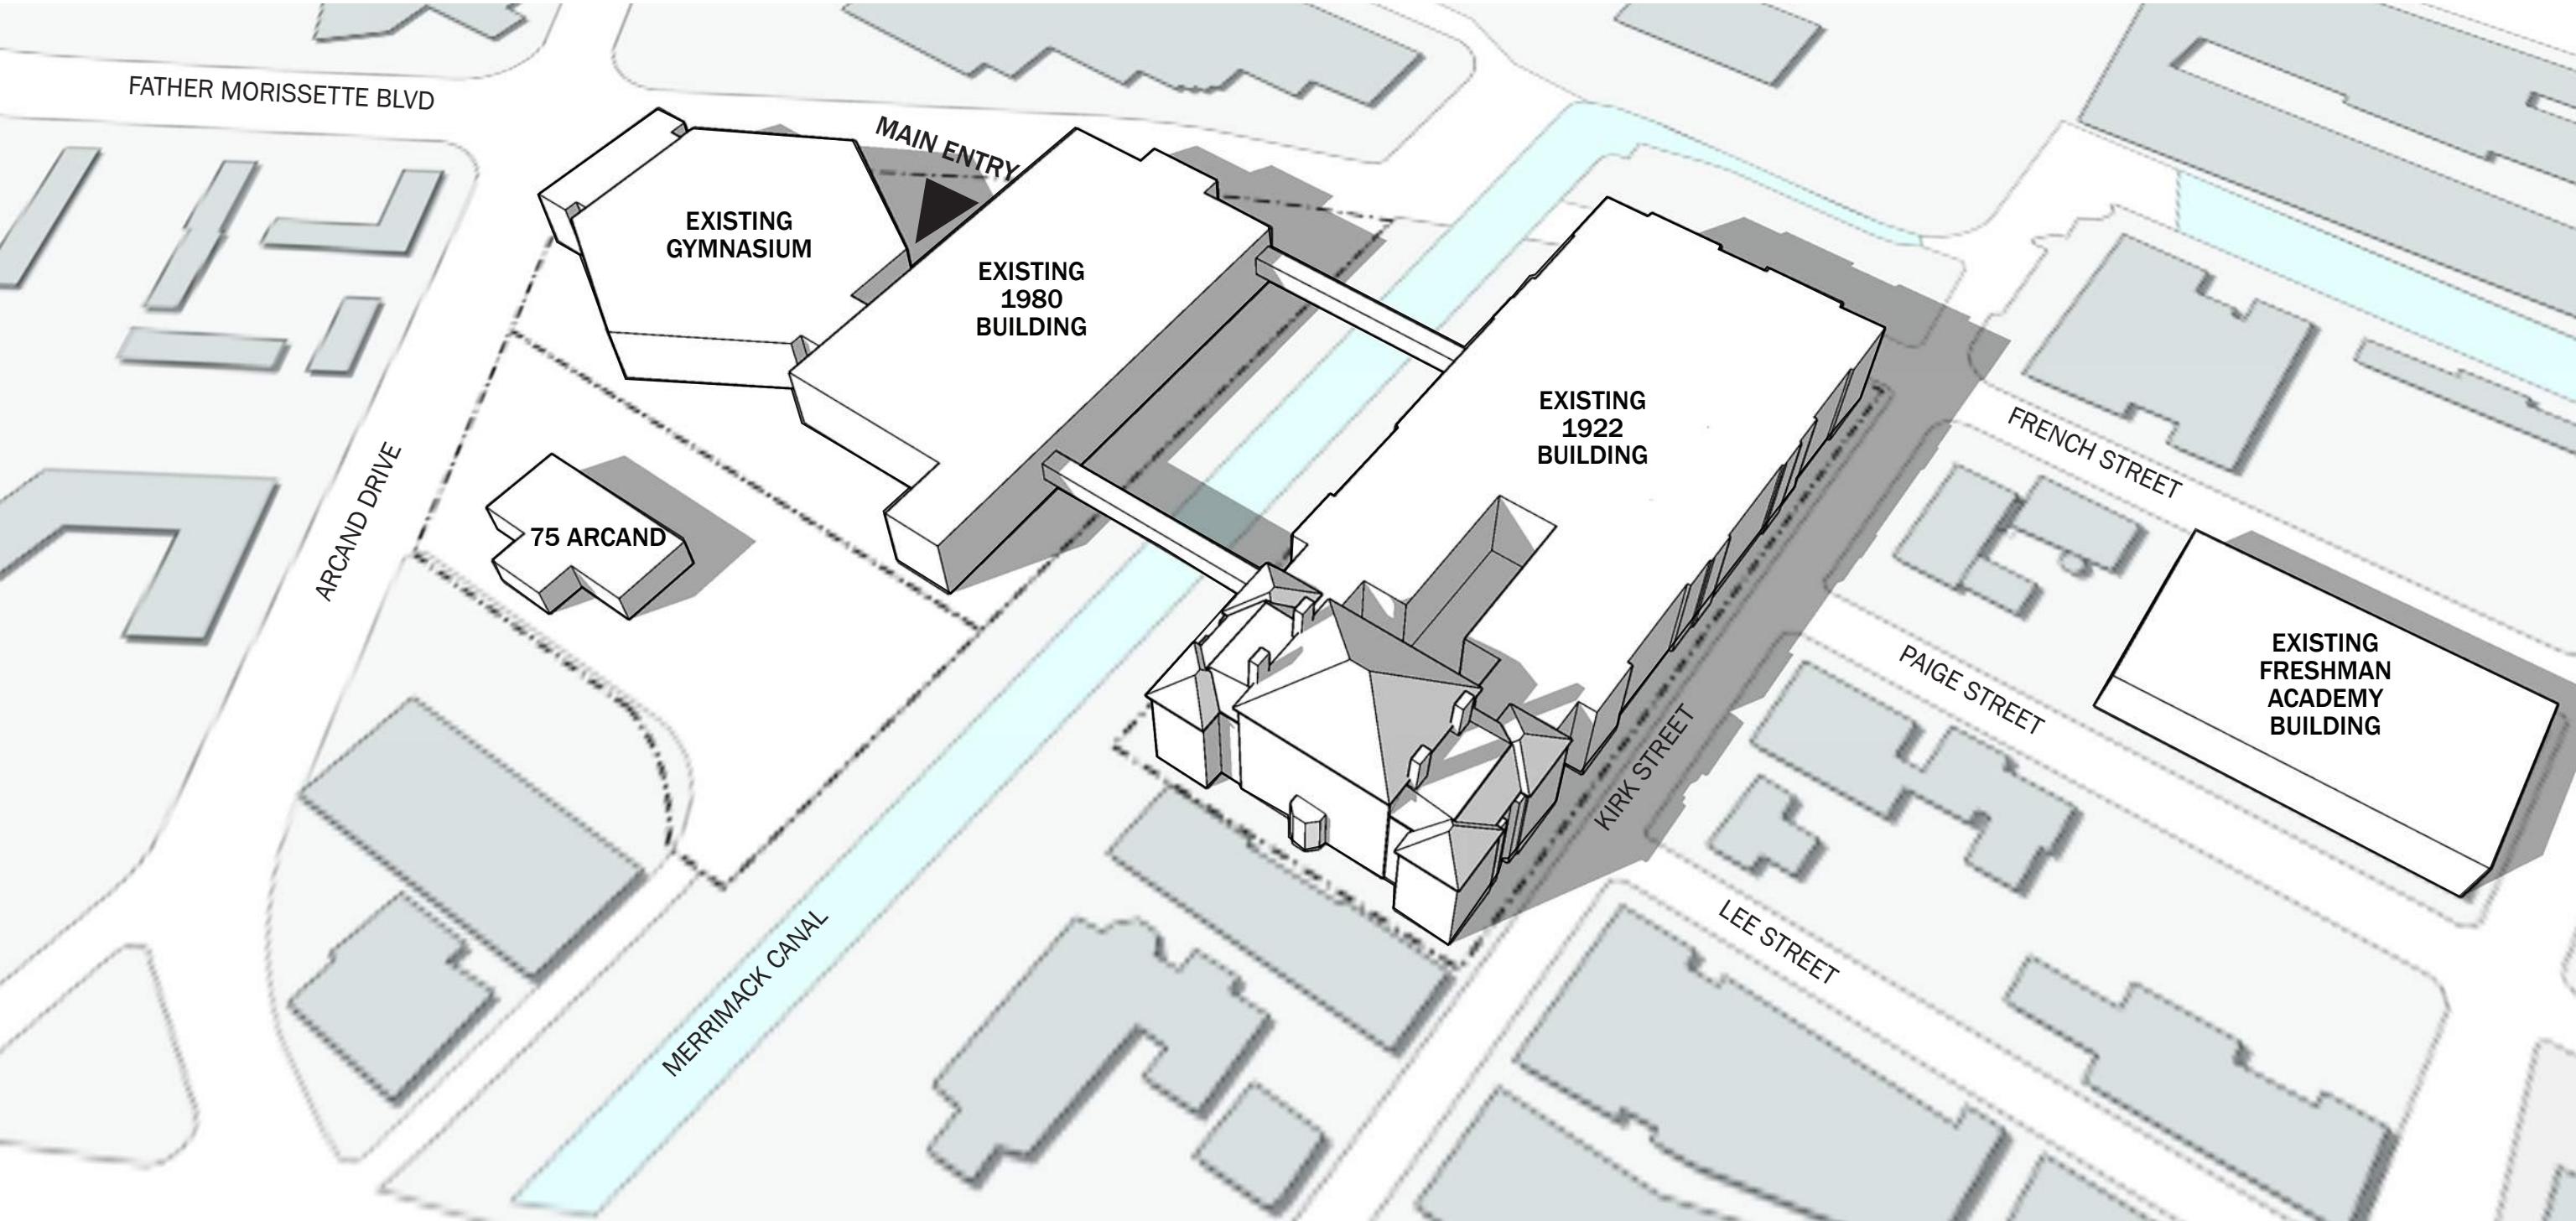 FATHER MORISSETTE BLVD
MAIN ENTRY
EXISTING
GYMNASIUM
EXISTING
1980
BUILDING
EXISTING
1922
BUILDING
FRENCH STREET
ARCAND DRIVE
75 ARCAND
PAIGE STREET
EXISTING
FRESHMAN
ACADEMY
BUILDING
KIRK STREET
LEE STREET
MERRIMACK CANAL